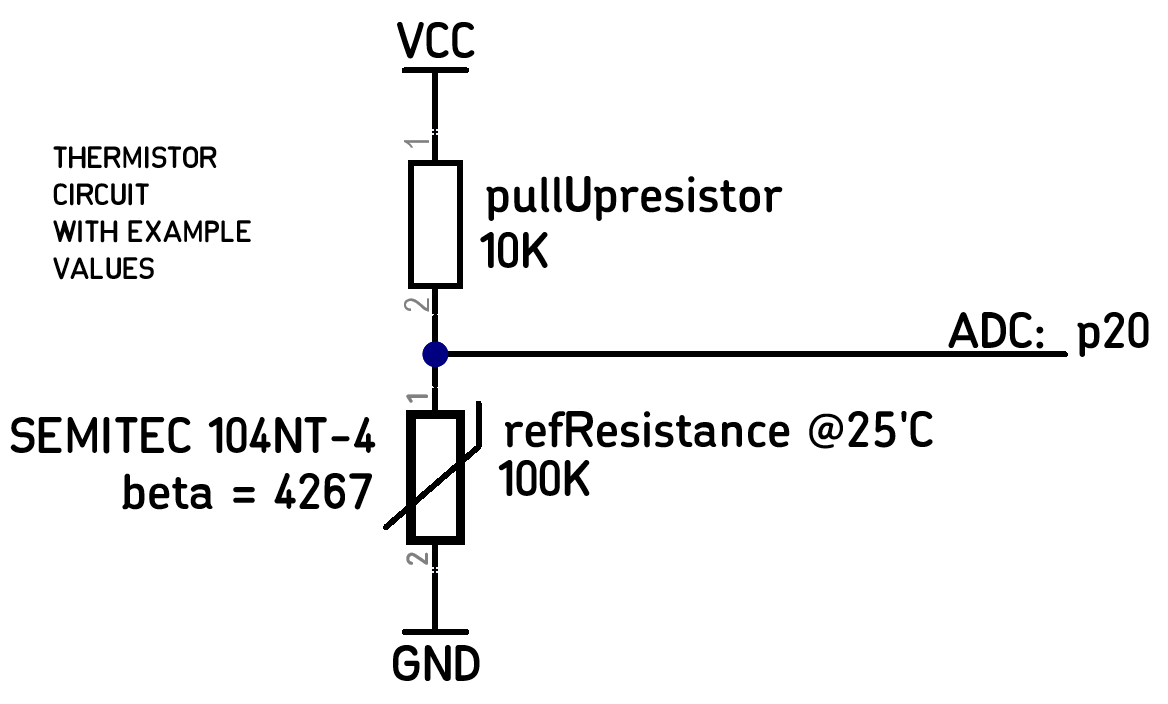 VCC
1
THERMISTOR
CIRCUIT
WITH EXAMPLE
VALUES
pullUpresistor
10K
2
ADC: p20
1
SEMITEC 104NT-4
beta = 4267
refResistance @25'C
100K
2
GND